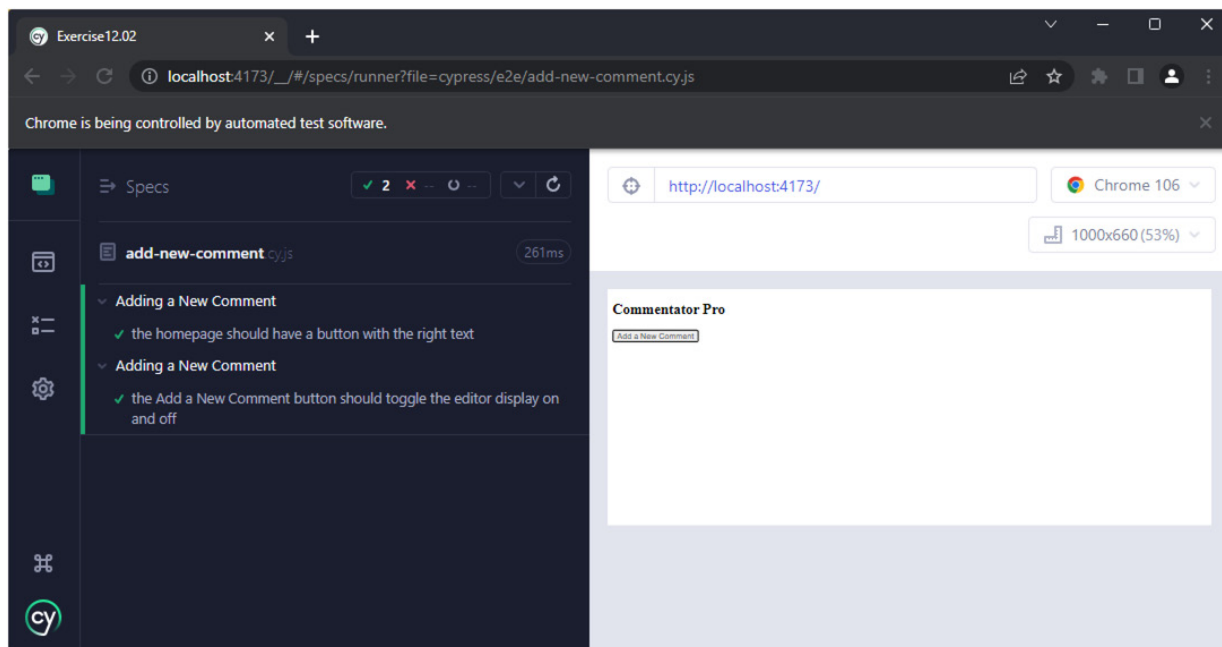 Exercise12.02
localhost:4173/__/#/specs/runner?file=cypress/e2e/add-new-comment.cy.js
Chrome is being controlled by automated test software.
Specs
2 -- --
add-new-comment.cy.js 261ms
Adding a New Comment
the homepage should have a button with the right text
Adding a New Comment
the Add a New Comment button should toggle the editor display on
and off
cy
http://localhost:4173/
Chrome 106
1000x660 (53%)
Commentator Pro
Add a New Comment